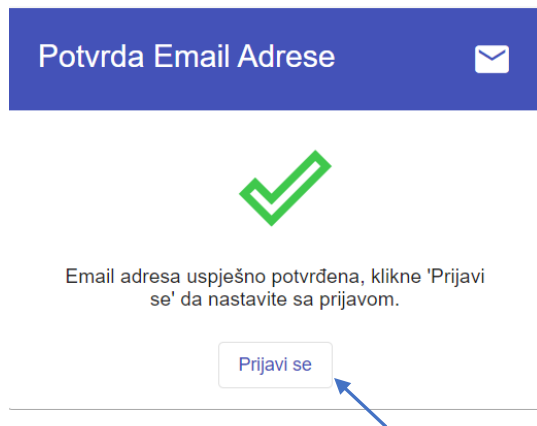 Potvrda Email Adrese
Email adresa uspješno potvrđena, klikne 'Prijavi
se' da nastavite sa prijavom.
Prijavi se